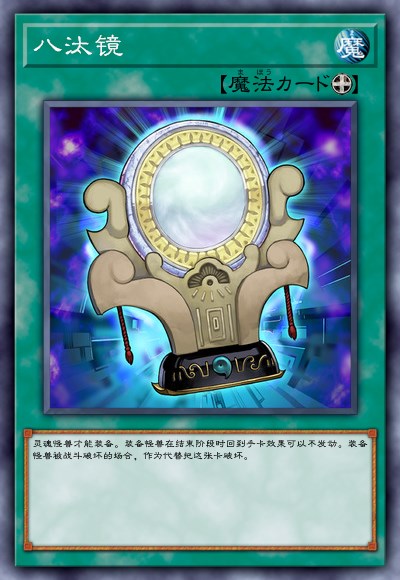 八汰镜
魔
【魔法カード】
まほう
灵魂怪兽才能装备。装备怪兽在结束阶段时回到手卡效果可以不发动。装备
怪兽被战斗破坏的场合，作为代替把这张卡破坏。